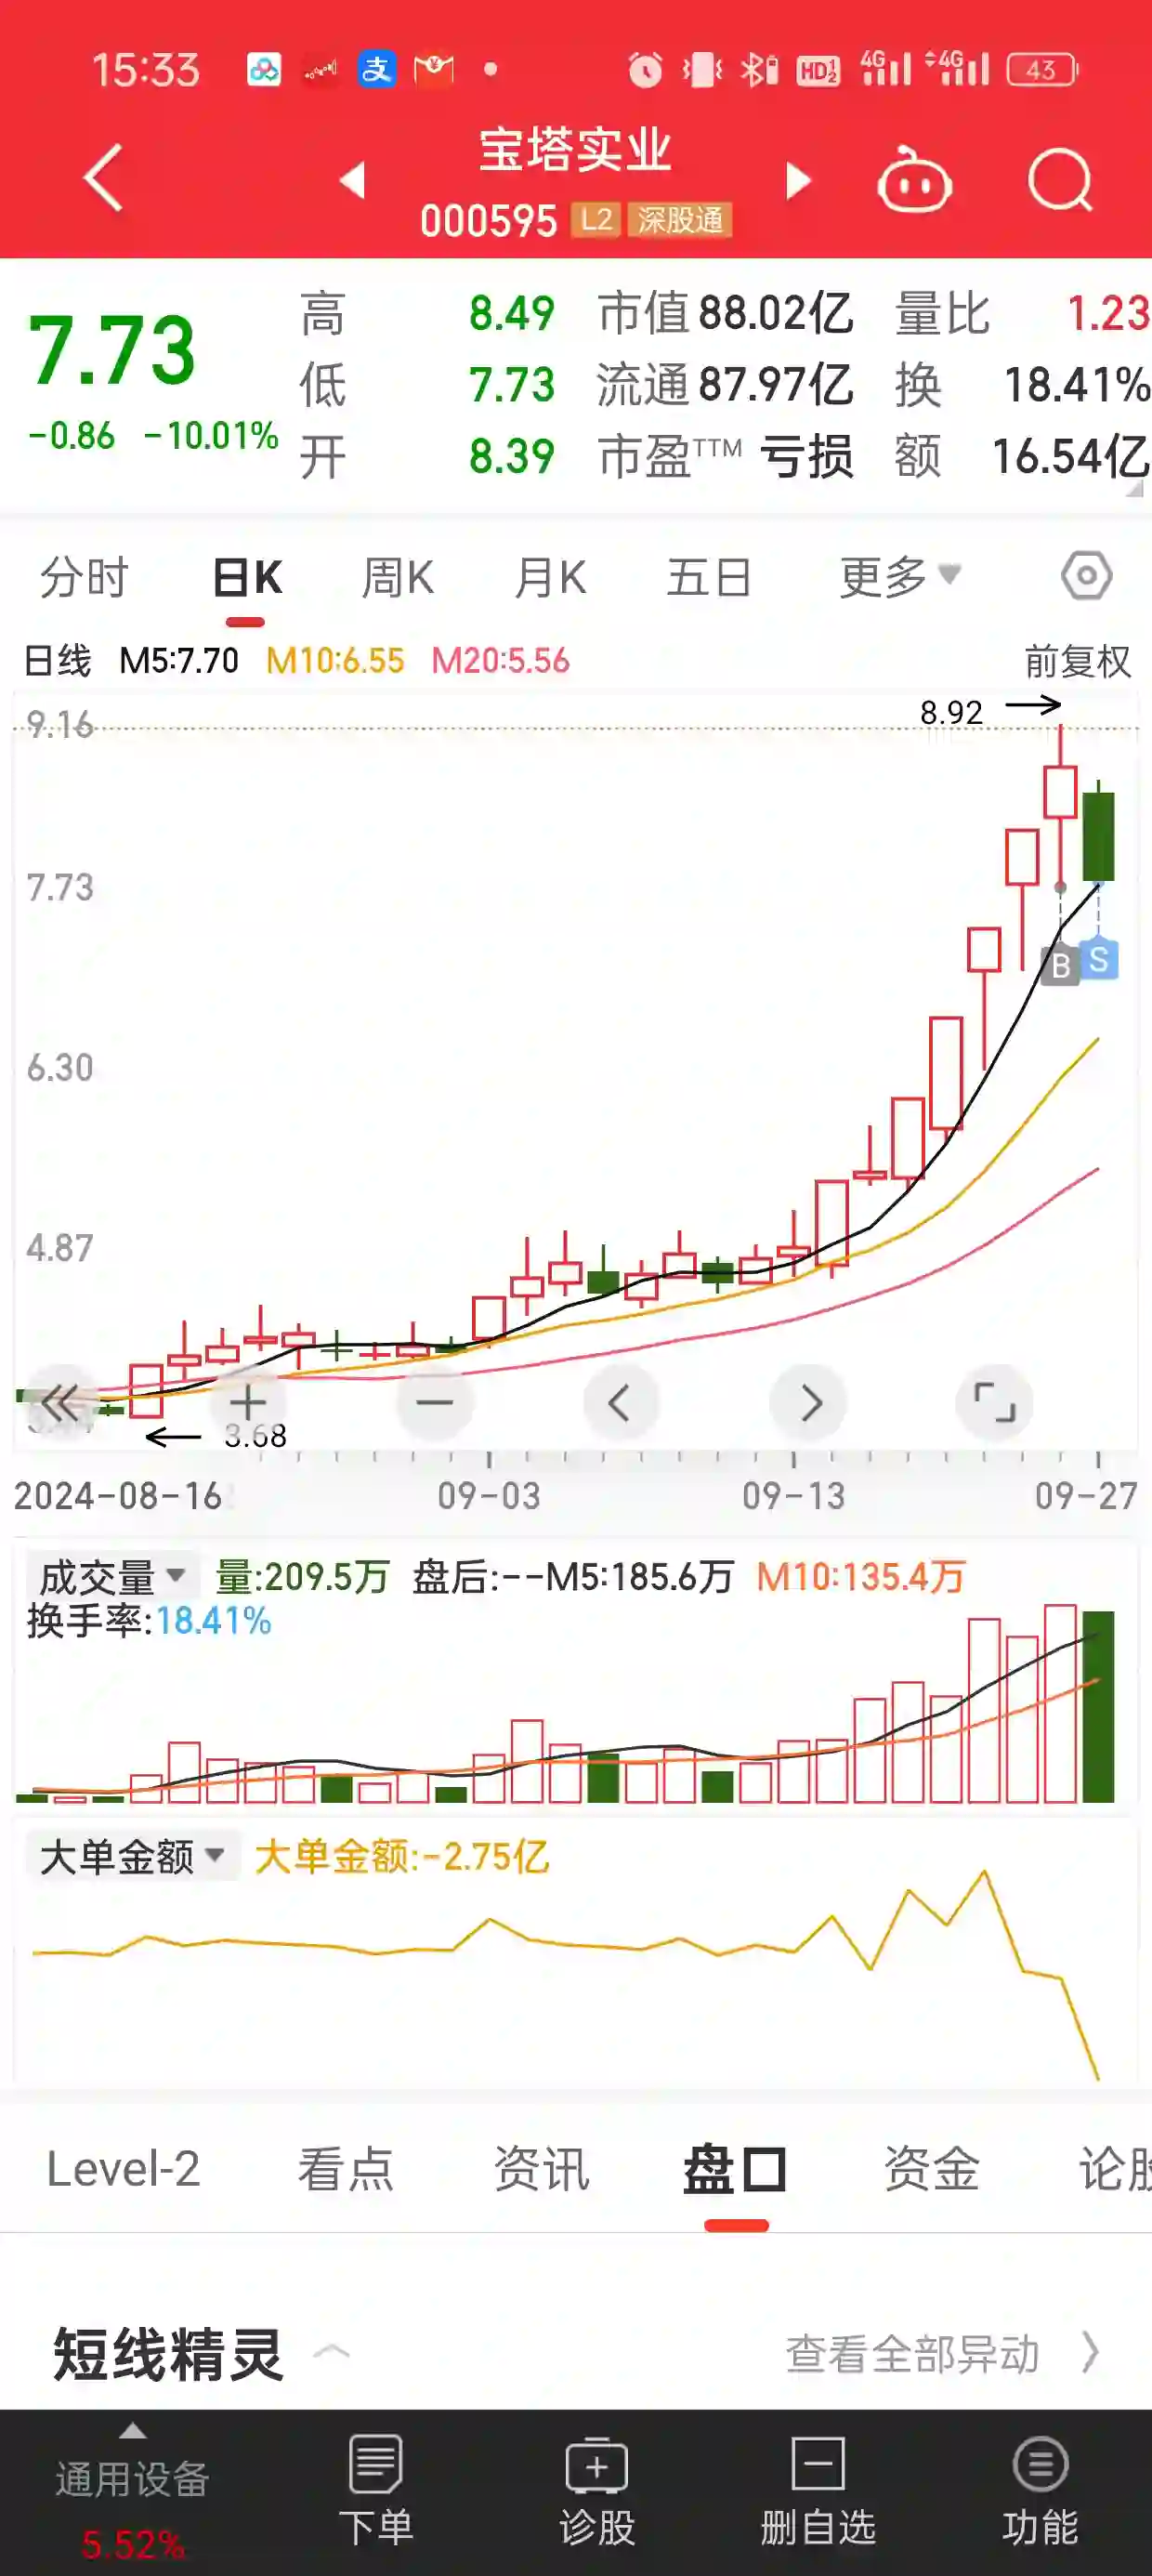 15:33 支 HD 1 2 4G 4G 43
宝塔实业
000595 L2 深股通
7.73
-0.86 -10.01%
高 8.49 市值 88.02亿 量比 1.23
低 7.73 流通 87.97亿 换 18.41%
开 8.39 市盈TTM 亏损 额 16.54亿
分时 日K 周K 月K 五日 更多
日线 M5:7.70 M10:6.55 M20:5.56 前复权
8.92
9.16
7.73
B S
6.30
4.87
3.68
2024-08-16 09-03 09-13 09-27
成交量 量:209.5万 盘后:--M5:185.6万 M10:135.4万
换手率:18.41%
大单金额 大单金额:-2.75亿
Level-2 看点 资讯 盘口 资金 论股
短线精灵 查看全部异动
通用设备 下单 诊股 删自选 功能
5.52%